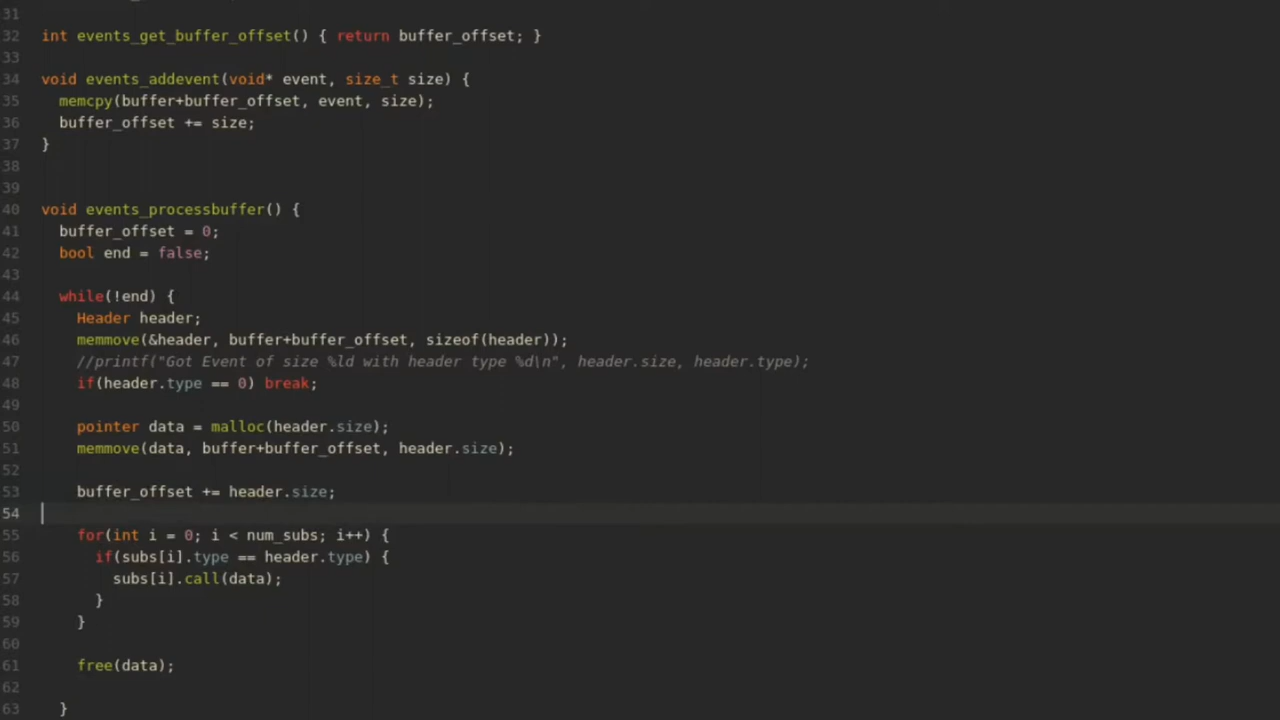 31
32 int events_get_buffer_offset() { return buffer_offset; }
33
34 void events_addevent(void* event, size_t size) {
35 memcpy(buffer+buffer_offset, event, size);
36 buffer_offset += size;
37 }
38
39
40 void events_processbuffer() {
41 buffer_offset = 0;
42 bool end = false;
43
44 while(!end) {
45 Header header;
46 memmove(&header, buffer+buffer_offset, sizeof(header));
47 //printf("Got Event of size %ld with header type %d\n", header.size, header.type);
48 if(header.type == 0) break;
49
50 pointer data = malloc(header.size);
51 memmove(data, buffer+buffer_offset, header.size);
52
53 buffer_offset += header.size;
54
55 for(int i = 0; i < num_subs; i++) {
56 if(subs[i].type == header.type) {
57 subs[i].call(data);
58 }
59 }
60
61 free(data);
62
63 }